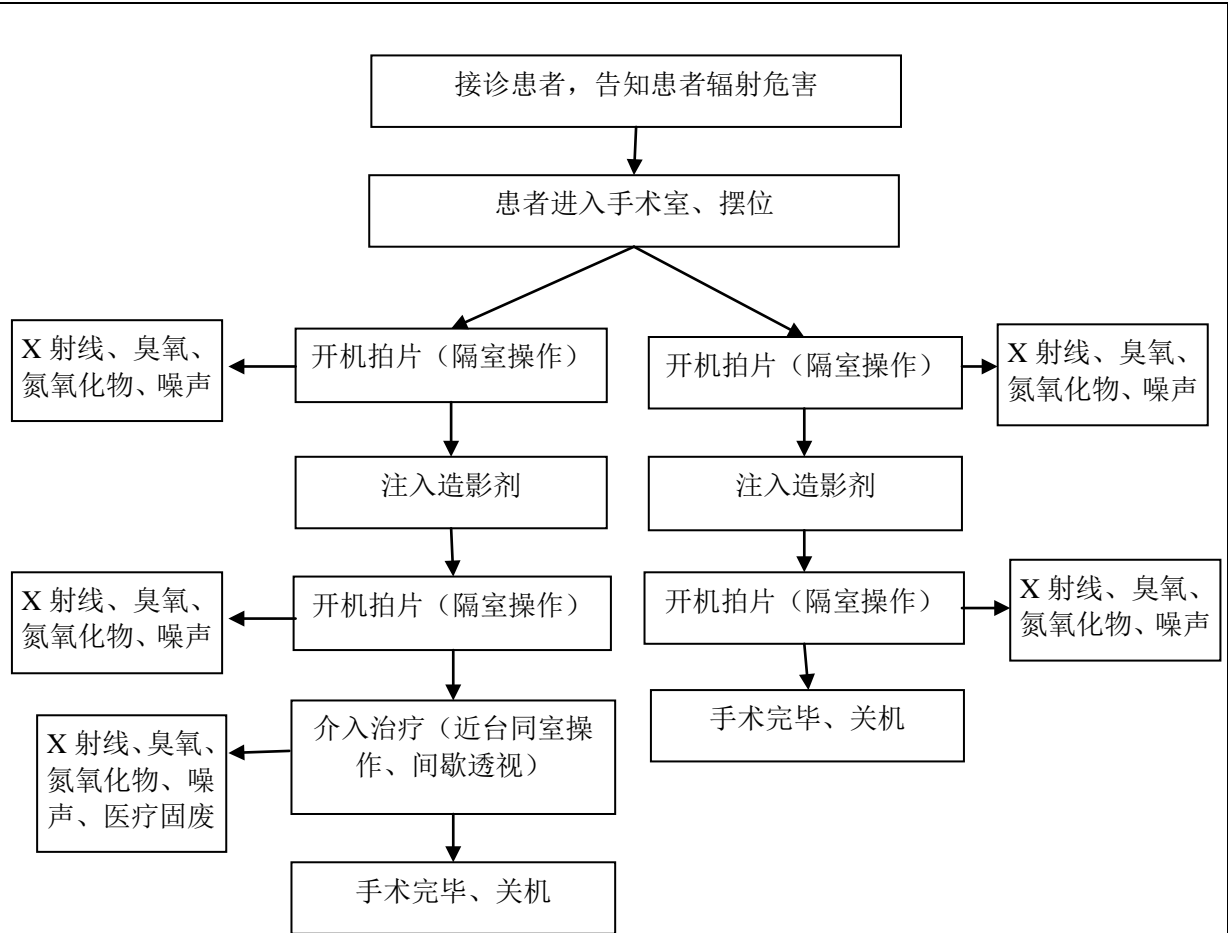 接诊患者，告知患者辐射危害
患者进入手术室、摆位
X 射线、臭氧、
氮氧化物、噪声
开机拍片（隔室操作）
开机拍片（隔室操作）
X 射线、臭氧、
氮氧化物、噪声
注入造影剂
注入造影剂
X 射线、臭氧、
氮氧化物、噪声
开机拍片（隔室操作）
开机拍片（隔室操作）
X 射线、臭氧、
氮氧化物、噪声
X 射线、臭氧、
氮氧化物、噪
声、医疗固废
介入治疗（近台同室操
作、间歇透视）
手术完毕、关机
手术完毕、关机